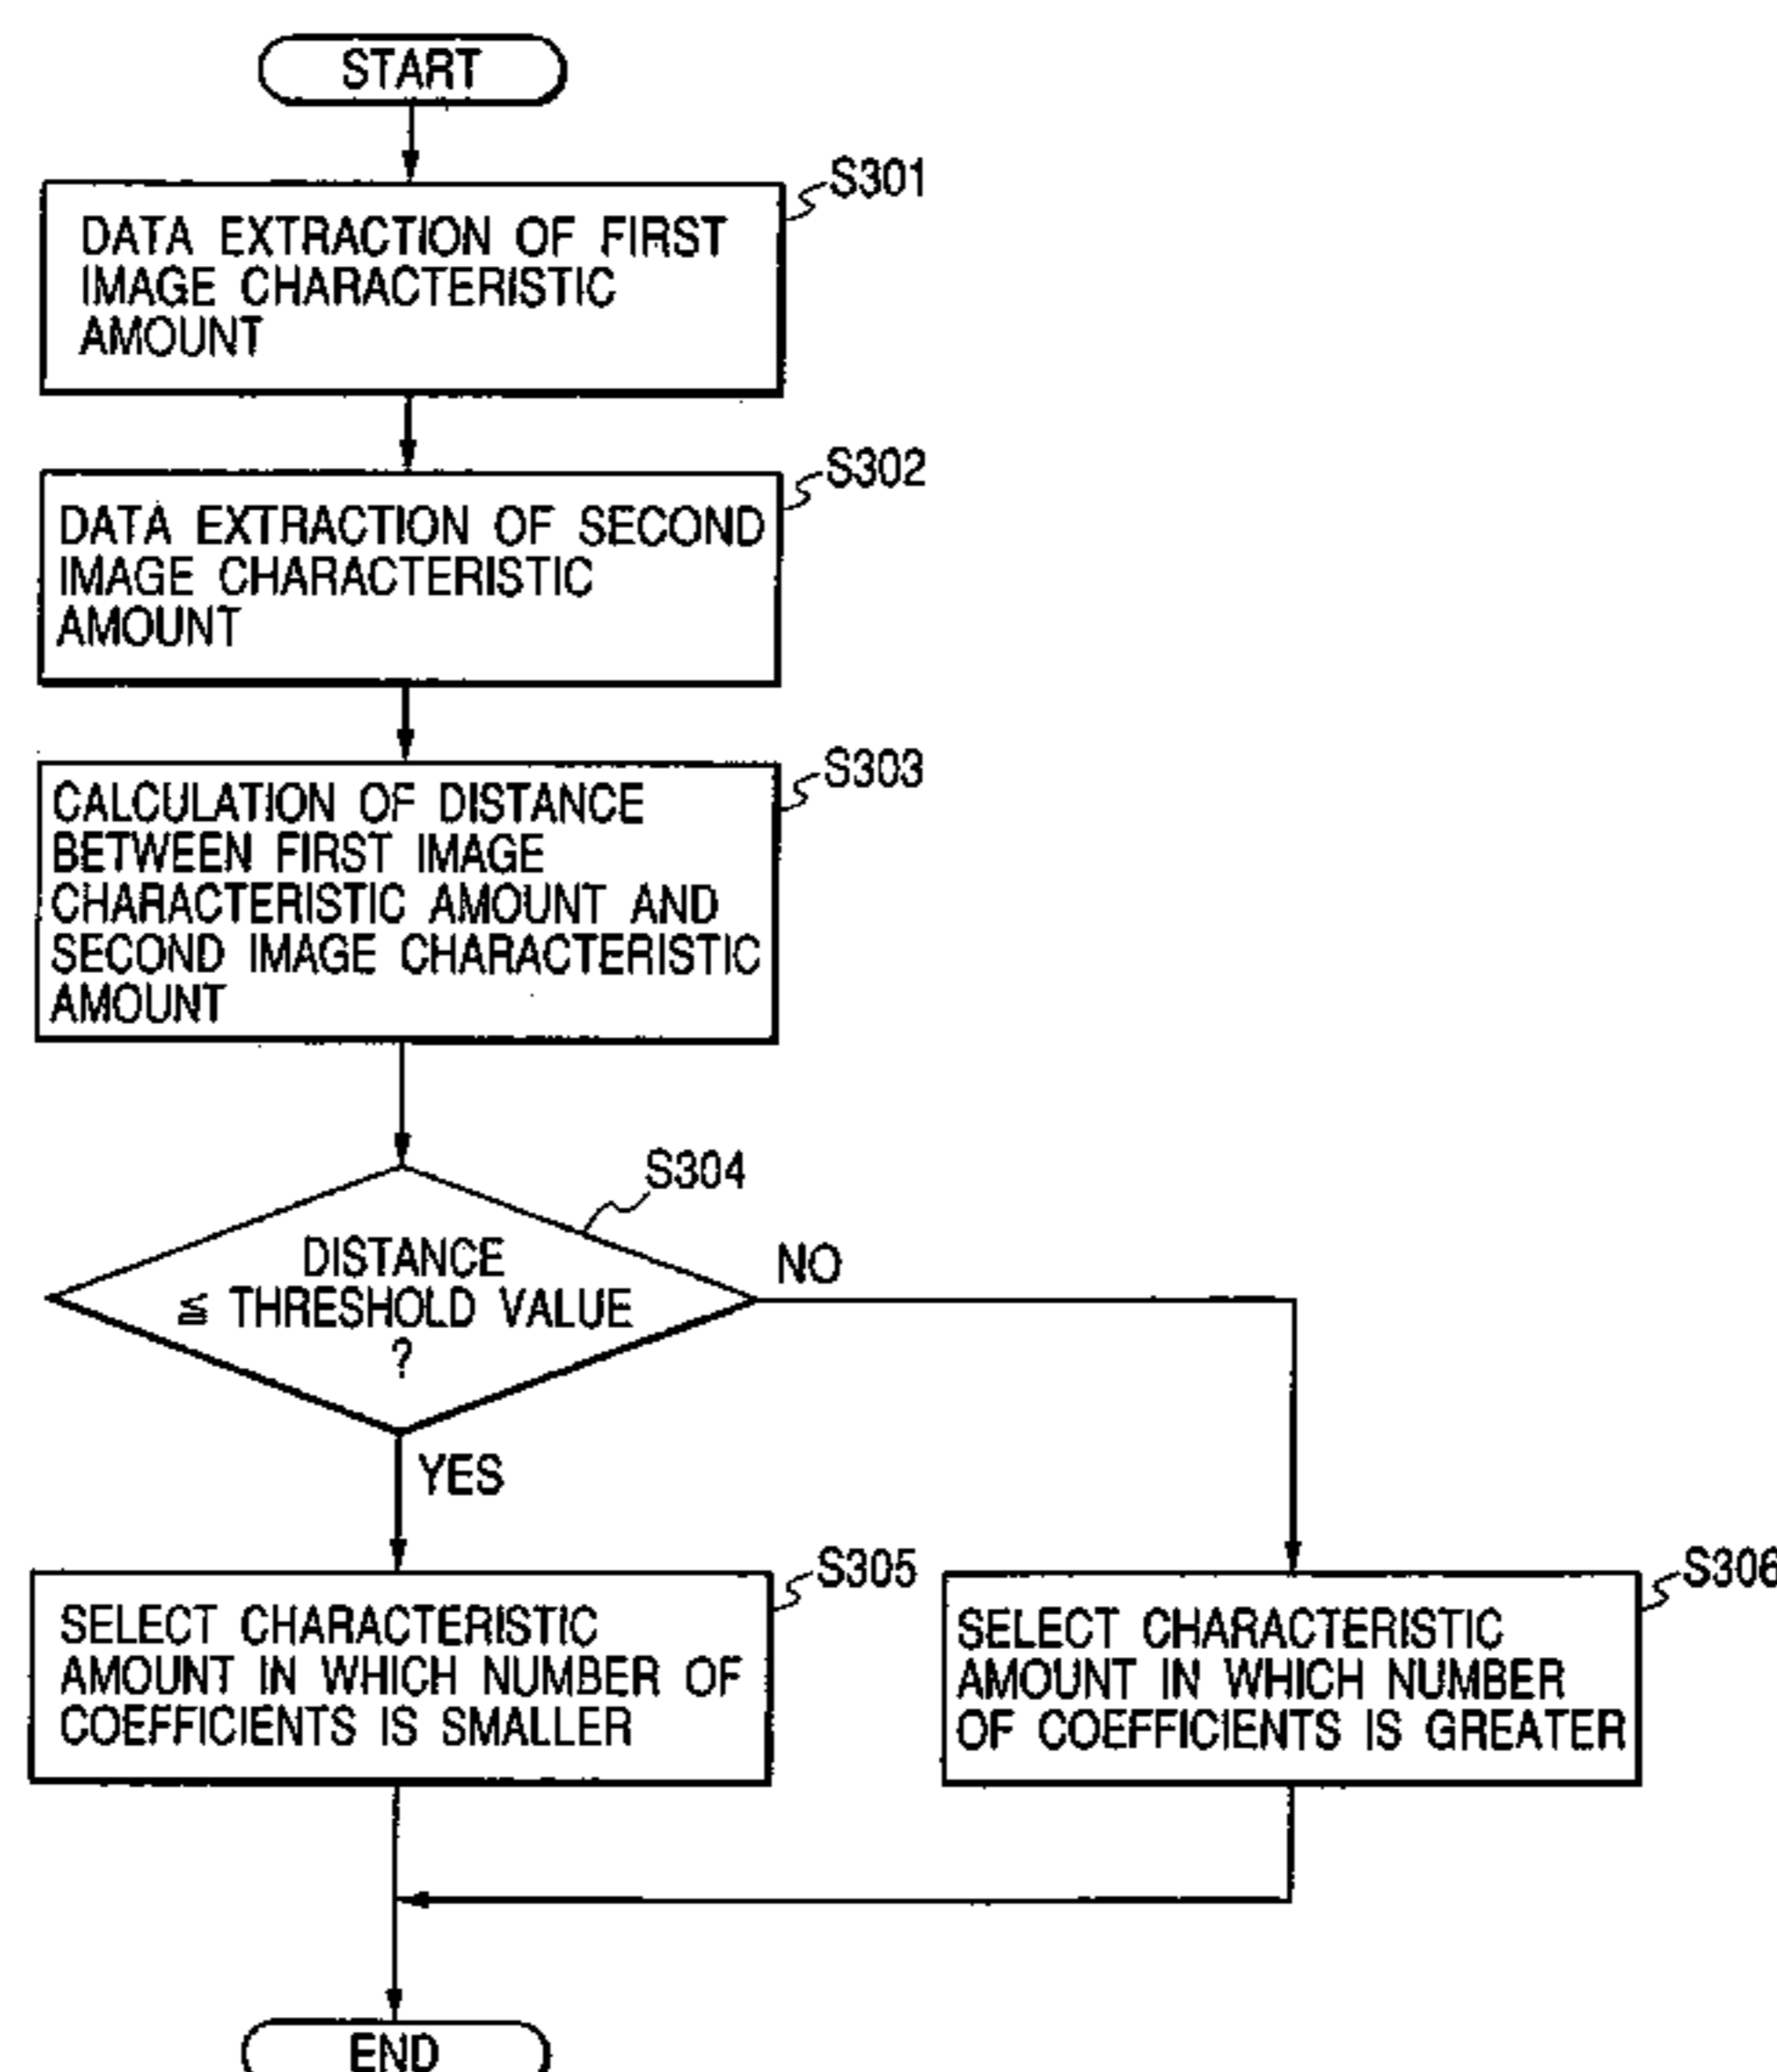 START
S301
DATA EXTRACTION OF FIRST
IMAGE CHARACTERISTIC
AMOUNT
S302
DATA EXTRACTION OF SECOND
IMAGE CHARACTERISTIC
AMOUNT
S303
CALCULATION OF DISTANCE
BETWEEN FIRST IMAGE
CHARACTERISTIC AMOUNT AND
SECOND IMAGE CHARACTERISTIC
AMOUNT
S304
DISTANCE
≦ THRESHOLD VALUE
?
NO
YES
S305
SELECT CHARACTERISTIC
AMOUNT IN WHICH NUMBER OF
COEFFICIENTS IS SMALLER
S306
SELECT CHARACTERISTIC
AMOUNT IN WHICH NUMBER
OF COEFFICIENTS IS GREATER
END